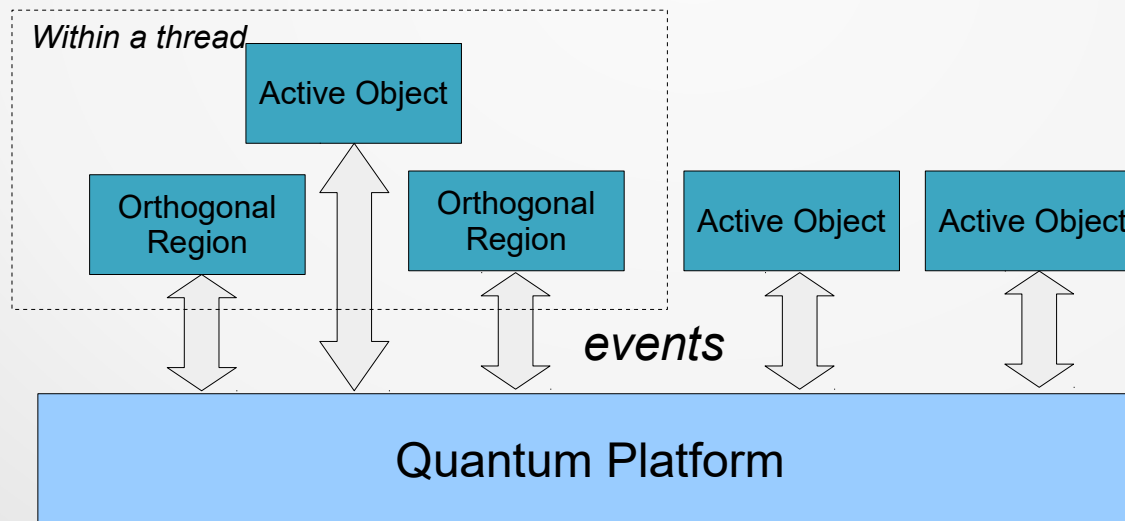 Within a thread
Active Object
Orthogonal
Region
Orthogonal
Region
Active Object
Active Object
events
Quantum Platform